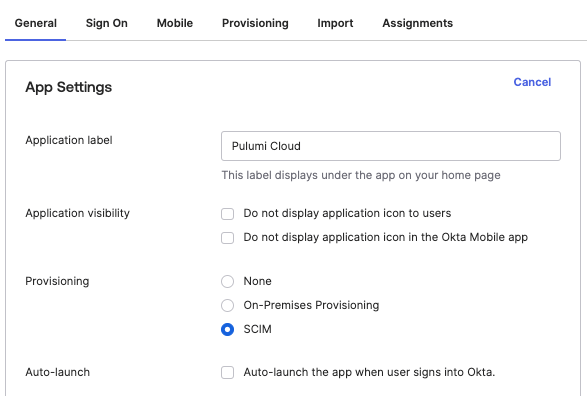 General Sign On Mobile Provisioning Import Assignments
App Settings Cancel
Application label Pulumi Cloud
This label displays under the app on your home page
Application visibility Do not display application icon to users
Do not display application icon in the Okta Mobile app
Provisioning None
On-Premises Provisioning
SCIM
Auto-launch Auto-launch the app when user signs into Okta.